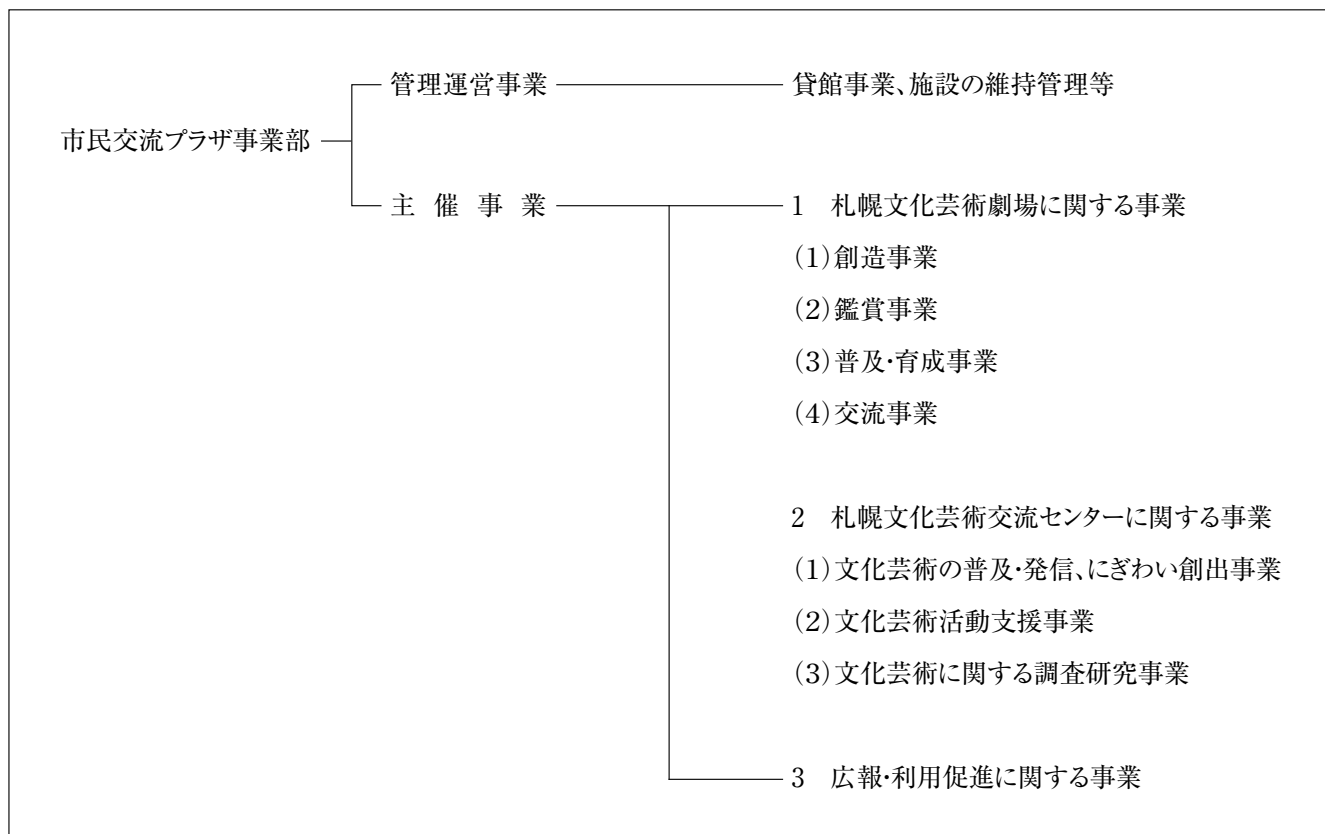 管理運営事業 貸館事業、施設の維持管理等
市民交流プラザ事業部
主催事業 1 札幌文化芸術劇場に関する事業
(1)創造事業
(2)鑑賞事業
(3)普及・育成事業
(4)交流事業
2 札幌文化芸術交流センターに関する事業
(1)文化芸術の普及・発信、にぎわい創出事業
(2)文化芸術活動支援事業
(3)文化芸術に関する調査研究事業
3 広報・利用促進に関する事業